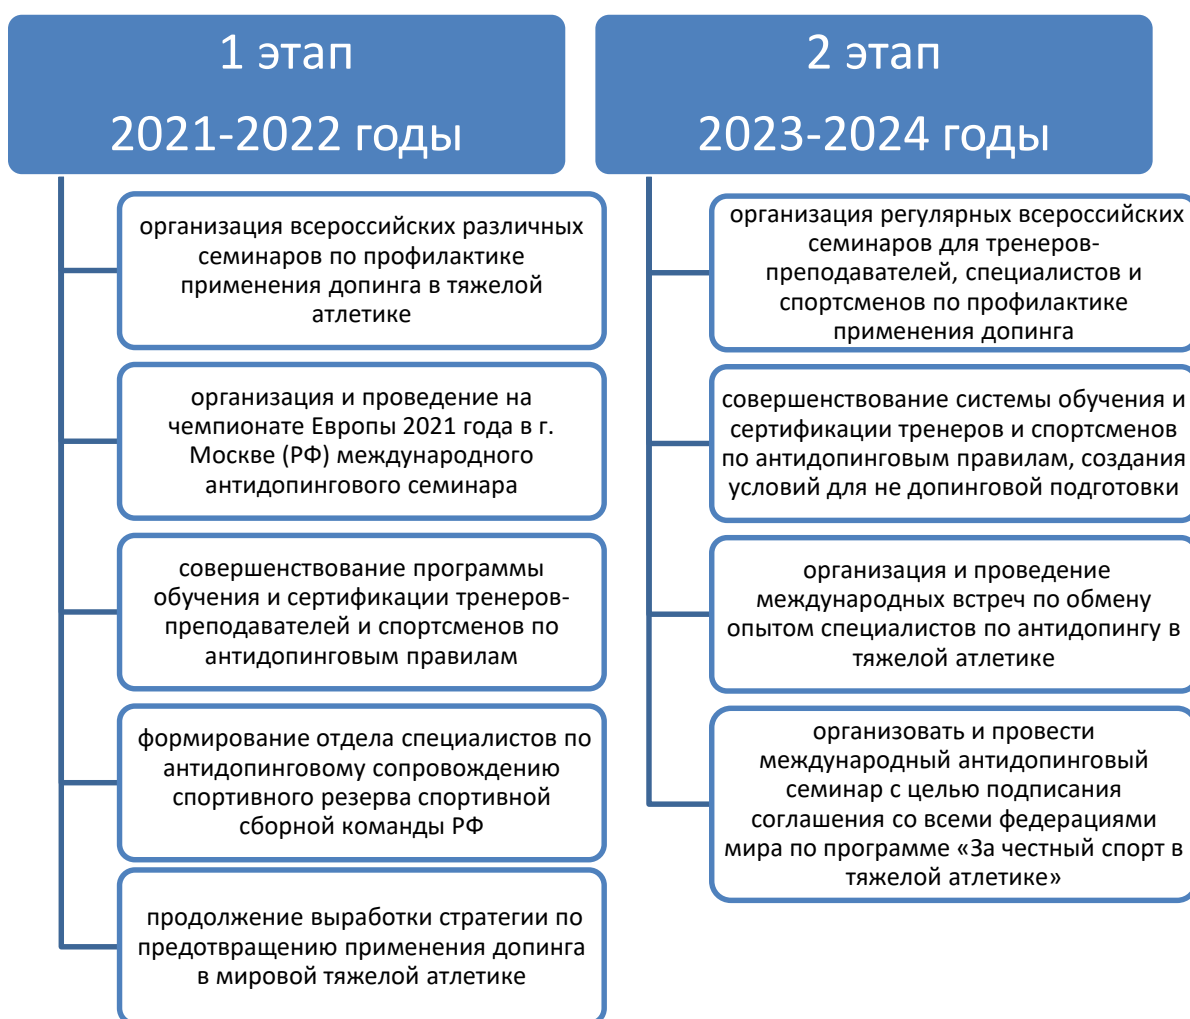 1 этап
2021-2022 годы
организация всероссийских различных
семинаров по профилактике
применения допинга в тяжелой
атлетике
организация и проведение на
чемпионате Европы 2021 года в г.
Москве (РФ) международного
антидопингового семинара
совершенствование программы
обучения и сертификации тренеров-
преподавателей и спортсменов по
антидопинговым правилам
формирование отдела специалистов по
антидопинговому сопровождению
спортивного резерва спортивной
сборной команды РФ
продолжение выработки стратегии по
предотвращению применения допинга
в мировой тяжелой атлетике
2 этап
2023-2024 годы
организация регулярных всероссийских
семинаров для тренеров-
преподавателей, специалистов и
спортсменов по профилактике
применения допинга
совершенствование системы обучения и
сертификации тренеров и спортсменов
по антидопинговым правилам, создания
условий для не допинговой подготовки
организация и проведение
международных встреч по обмену
опытом специалистов по антидопингу в
тяжелой атлетике
организовать и провести
международный антидопинговый
семинар с целью подписания
соглашения со всеми федерациями
мира по программе «За честный спорт в
тяжелой атлетике»